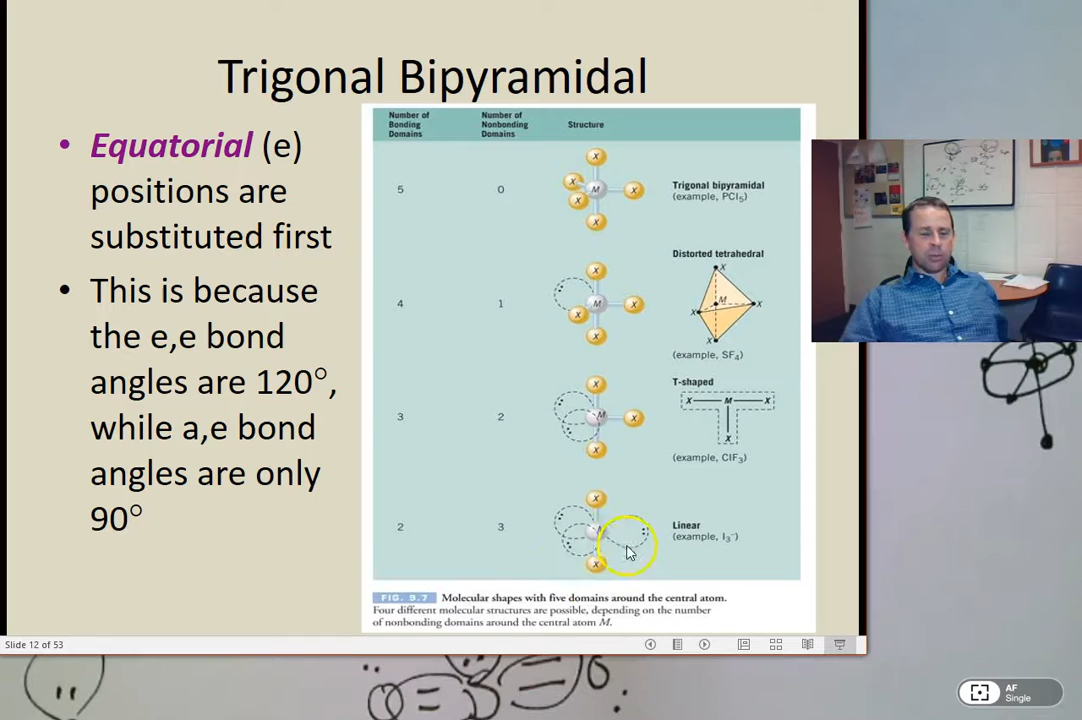 Trigonal Bipyramidal
• Equatorial (e)
positions are
substituted first
• This is because
the e,e bond
angles are 120°,
while a,e bond
angles are only
90°
Number of
Bonding
Domains
Number of
Nonbonding
Domains
Structure
5
0
X
X
M
X
X
X
Trigonal bipyramidal
(example, PCl5)
4
1
X
M
X
X
X
Distorted tetrahedral
X
M
X
X
X
(example, SF4)
3
2
X
M
X
X
T-shaped
X M X
X
(example, ClF3)
2
3
X
M
X
Linear
(example, I3−)
FIG. 9.7 Molecular shapes with five domains around the central atom.
Four different molecular structures are possible, depending on the number
of nonbonding domains around the central atom M.
Slide 12 of 53
AF
Single